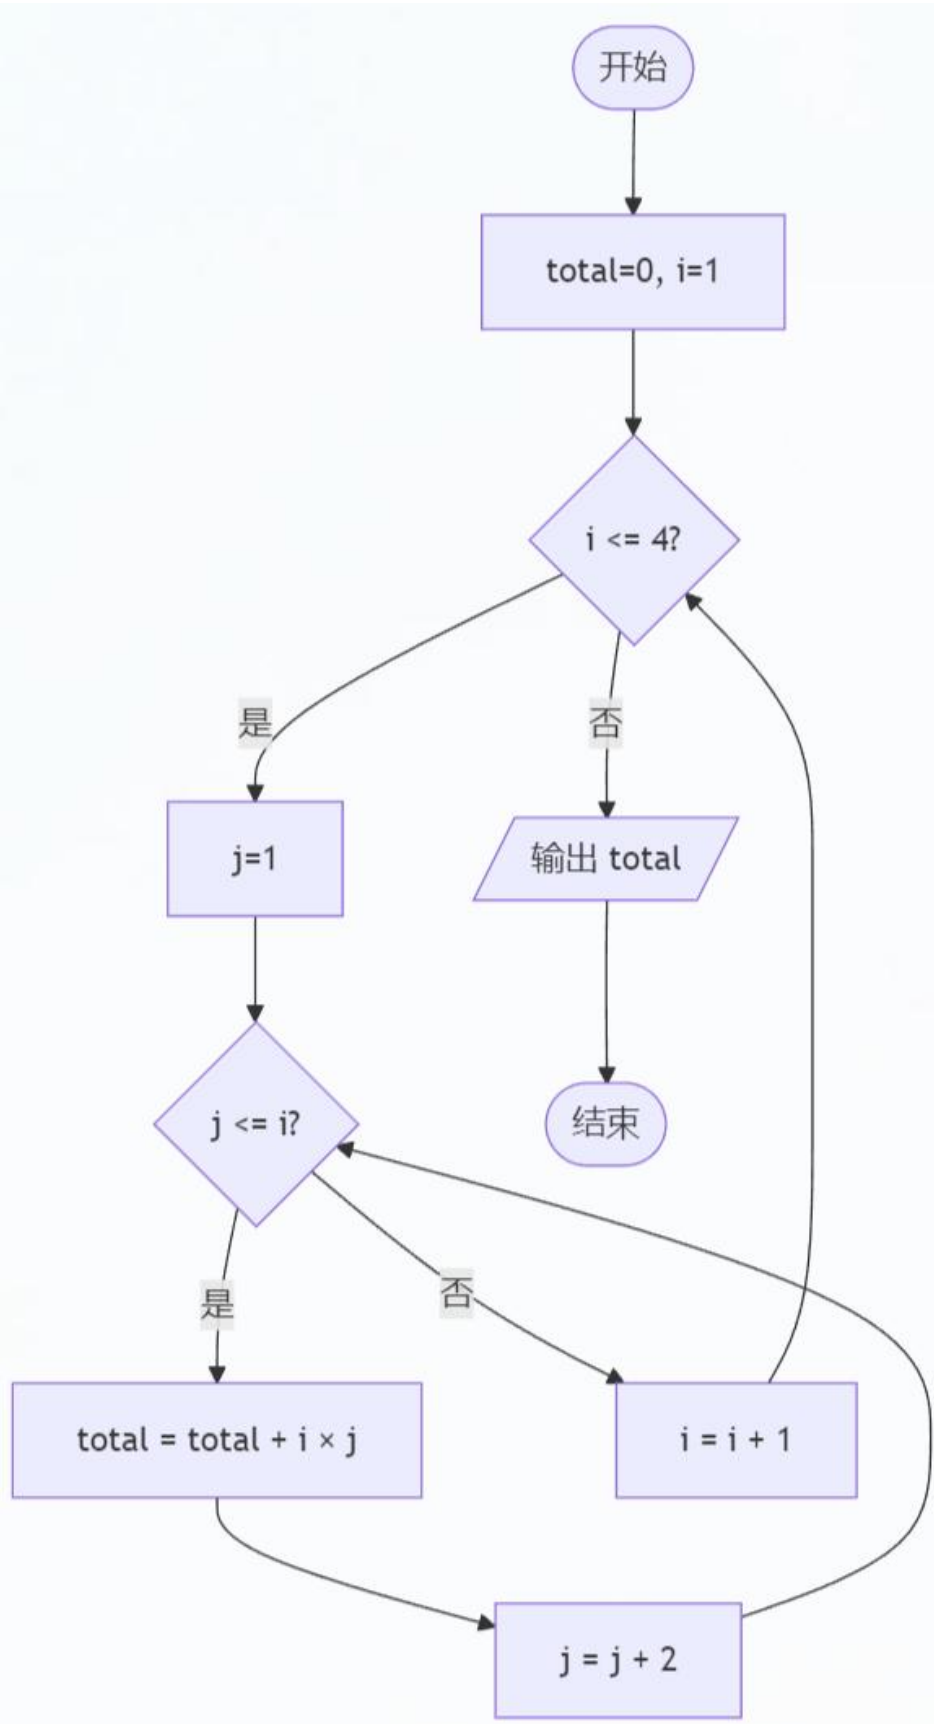 开始
total=0, i=1
i <= 4?
是
否
j=1
输出 total
j <= i?
结束
是
否
total = total + i × j
i = i + 1
j = j + 2